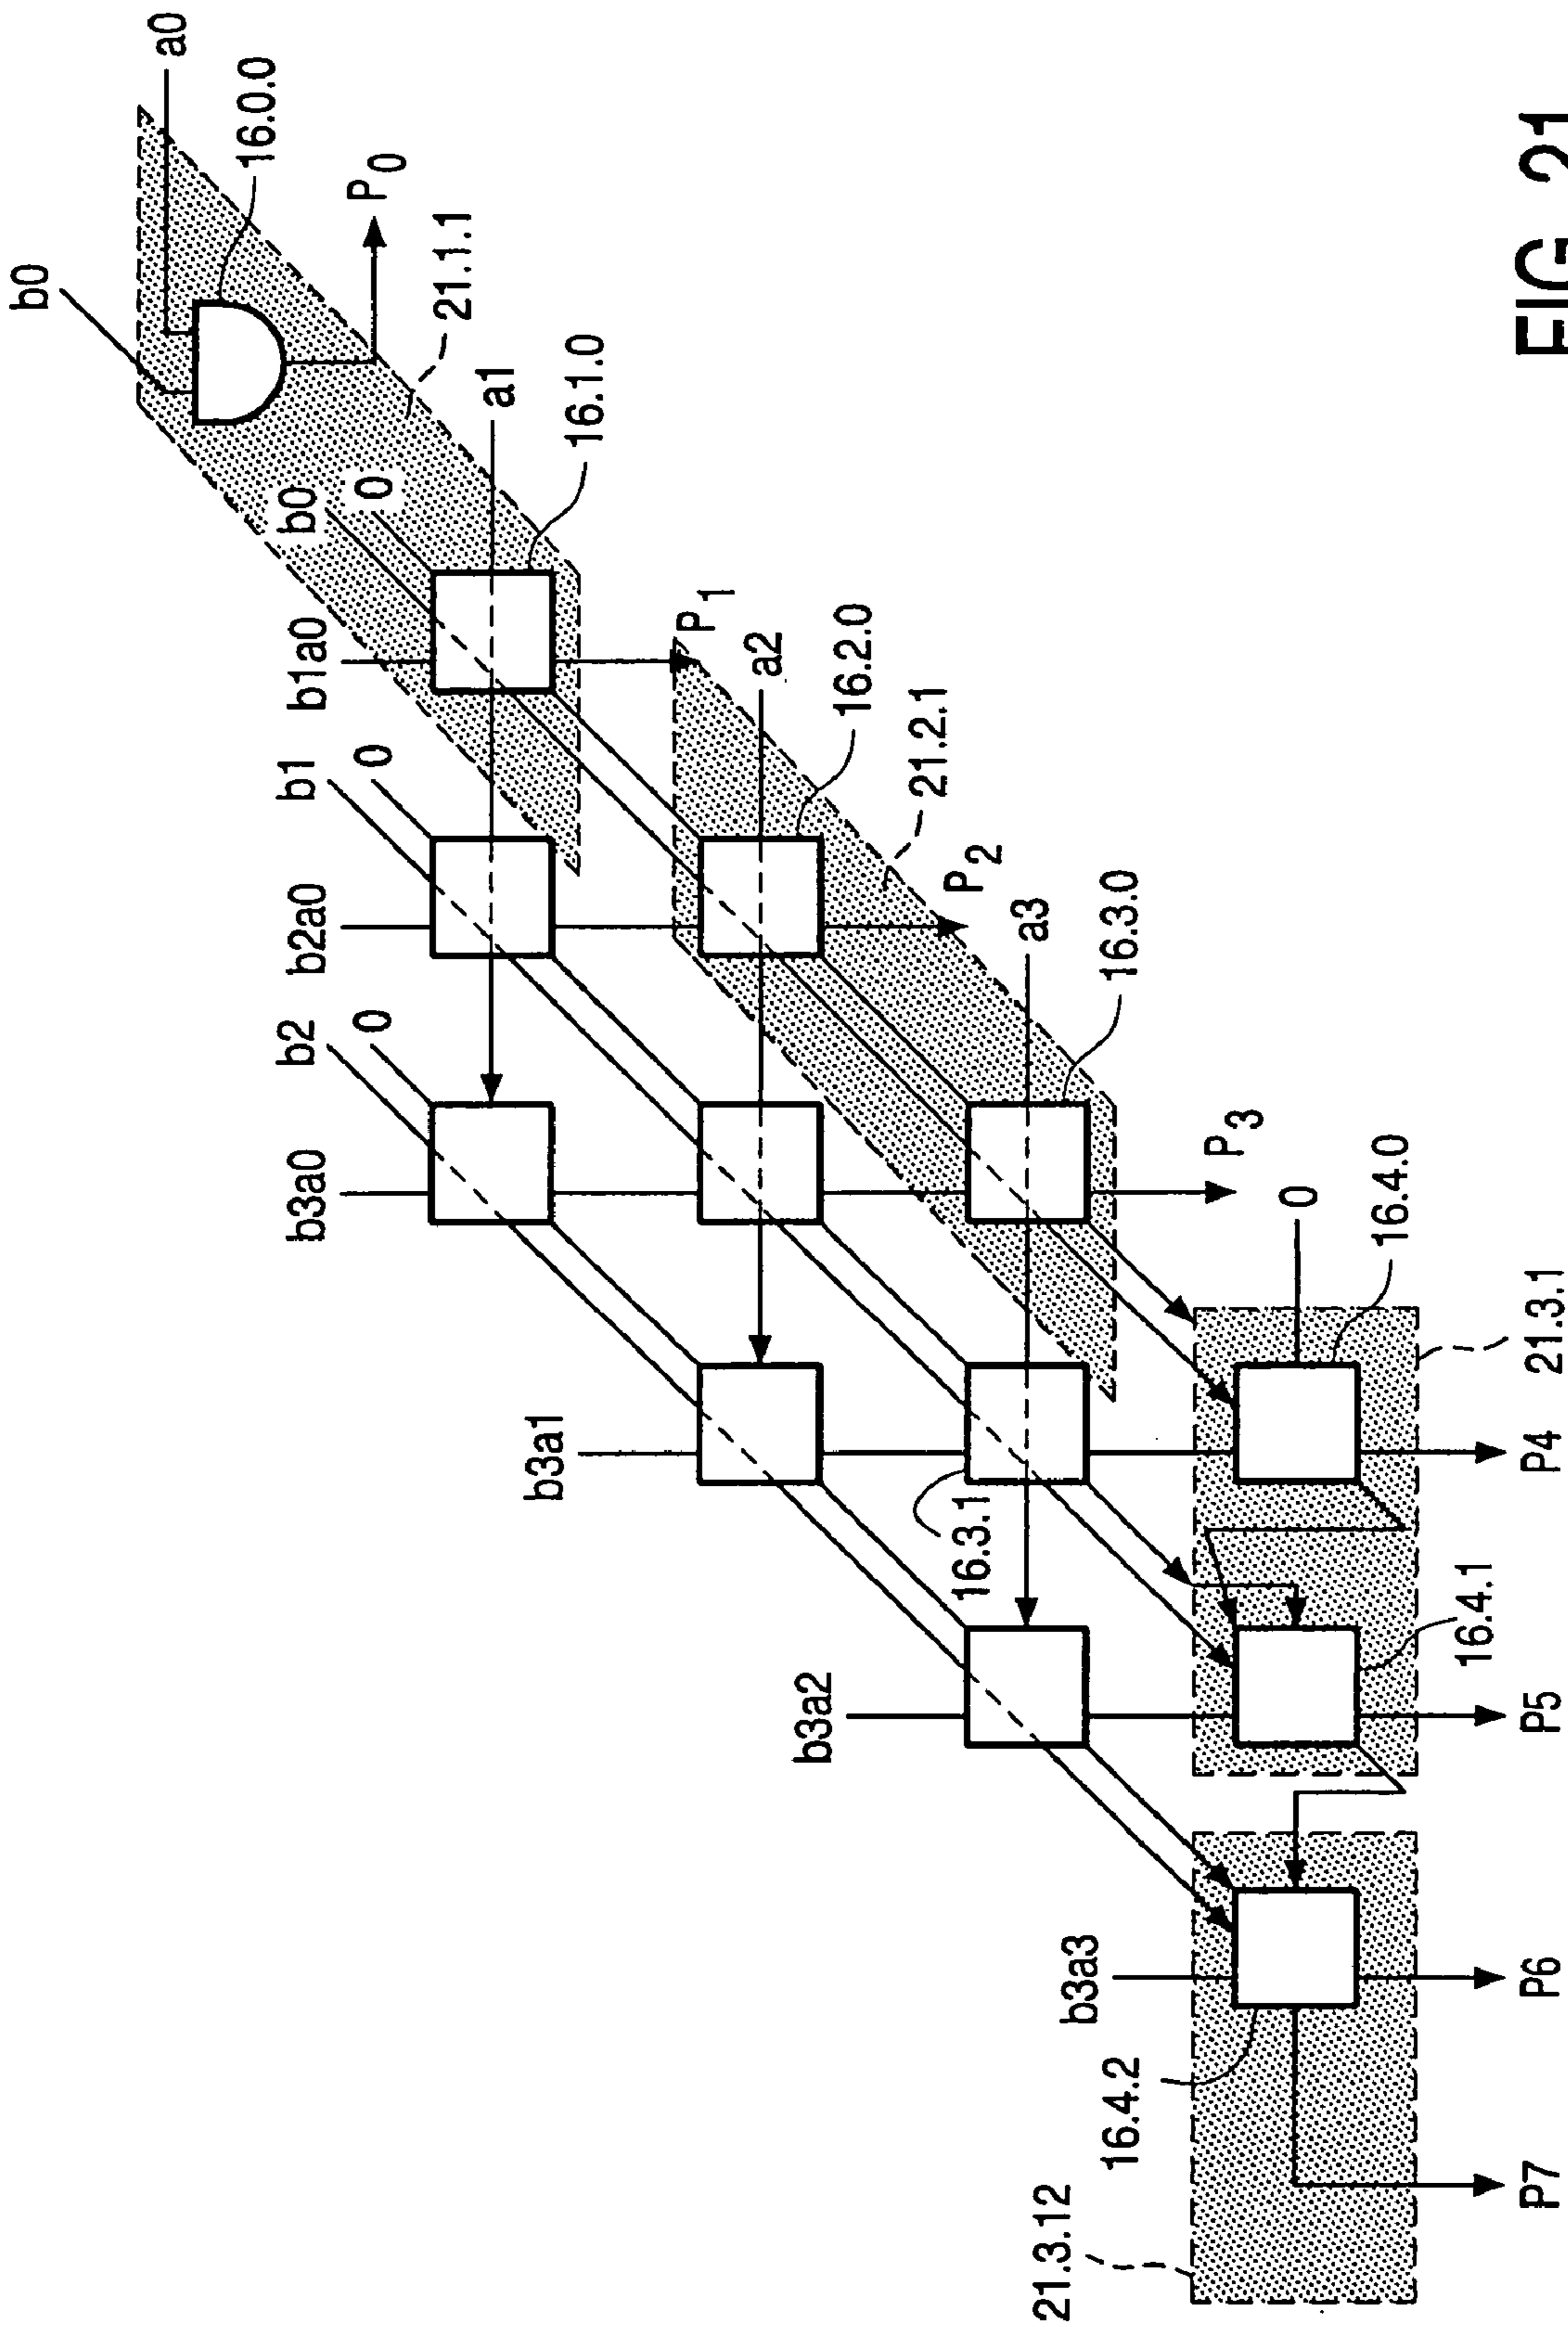 a0
b0
16.0.0
P0
21.1.1
b0
0
a1
16.1.0
b1a0
P1
b1
0
a2
16.2.0
b2a0
21.2.1
P2
b2
0
a3
16.3.0
b3a0
P3
0
16.4.0
21.3.1
b3a1
16.3.1
P4
16.4.1
b3a2
P5
b3a3
16.4.2
P6
21.3.12
P7
FIG. 21